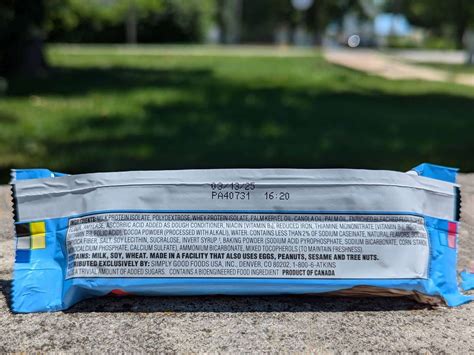 03/13/25
PA40731 16:20
INGREDIENTS: MILK PROTEIN ISOLATE, POLYDEXTROSE, WHEY PROTEIN ISOLATE, PALM KERNEL OIL, CANOLA OIL, PALM OIL, ENRICHED
ASCORBIC ACID ADDED AS DOUGH CONDITIONER, NIACIN, REDUCED IRON, THIAMINE MONONITRATE
FOLIC ACID), COCOA POWDER (PROCESSED WITH ALKALI), WATER, CONTAINS LESS THAN 2% OF SODIUM CASEINATE, NATURAL FLAVORS,
FIBER, SALT, SOY LECITHIN, SUCRALOSE, INVERT SYRUP, BAKING POWDER (SODIUM ACID PYROPHOSPHATE, SODIUM BICARBONATE, CORN STARCH,
CALCIUM PHOSPHATE, CALCIUM SULFATE), AMMONIUM BICARBONATE, MIXED TOCOPHEROLS (TO MAINTAIN FRESHNESS).
MILK, SOY, WHEAT. MADE IN A FACILITY THAT ALSO USES EGGS, PEANUTS, SESAME AND TREE NUTS.
EXCLUSIVELY BY: SIMPLY GOOD FOODS USA, INC., DENVER, CO 80202, 1-800-6-ATKINS
A TRIVIAL AMOUNT OF ADDED SUGARS. CONTAINS A BIOENGINEERED FOOD INGREDIENT. PRODUCT OF CANADA